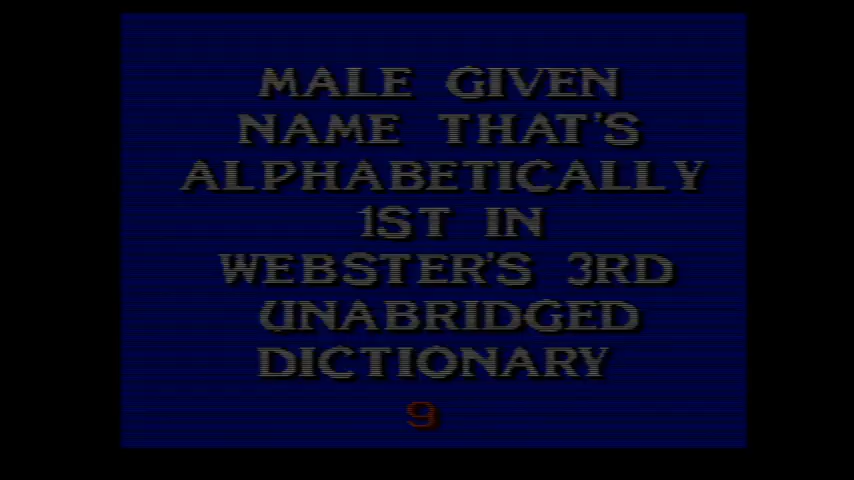 MALE GIVEN
NAME THAT'S
ALPHABETICALLY
1ST IN
WEBSTER'S 3RD
UNABRIDGED
DICTIONARY
9